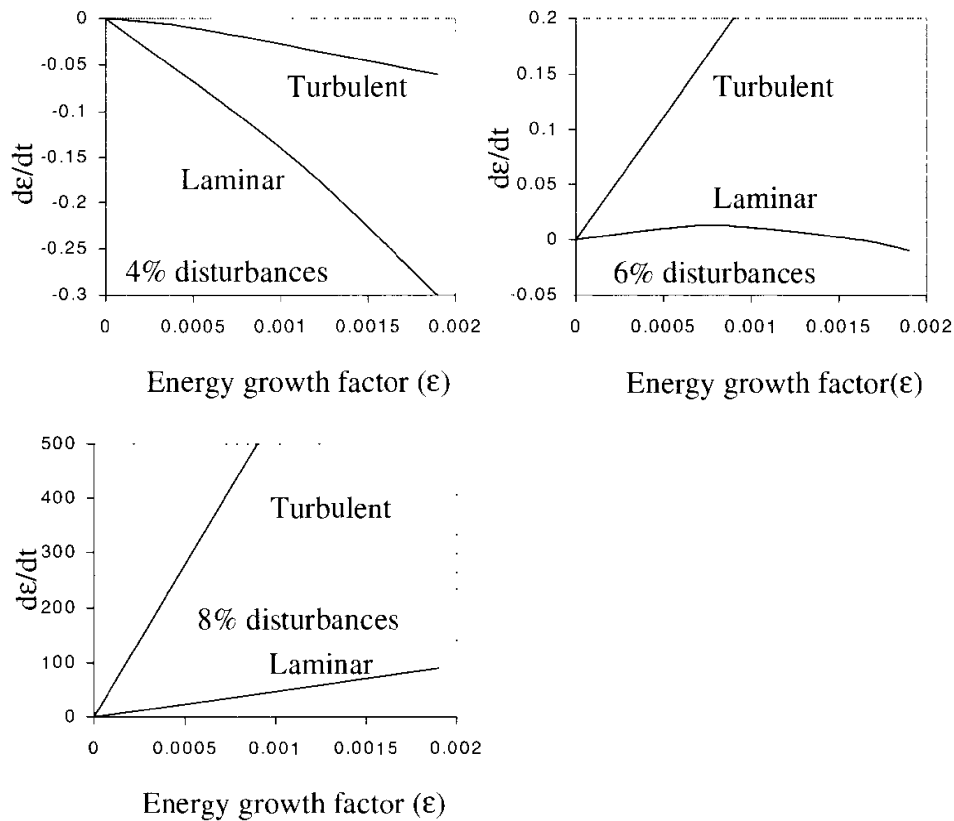 0
-0.05
-0.1
-0.15
-0.2
-0.25
-0.3
dε/dt
Turbulent
Laminar
4% disturbances
0 0.0005 0.001 0.0015 0.002
Energy growth factor (ε)
0.2
0.15
0.1
0.05
0
-0.05
dε/dt
Turbulent
Laminar
6% disturbances
0 0.0005 0.001 0.0015 0.002
Energy growth factor(ε)
500
400
300
200
100
0
dε/dt
Turbulent
8% disturbances
Laminar
0 0.0005 0.001 0.0015 0.002
Energy growth factor (ε)